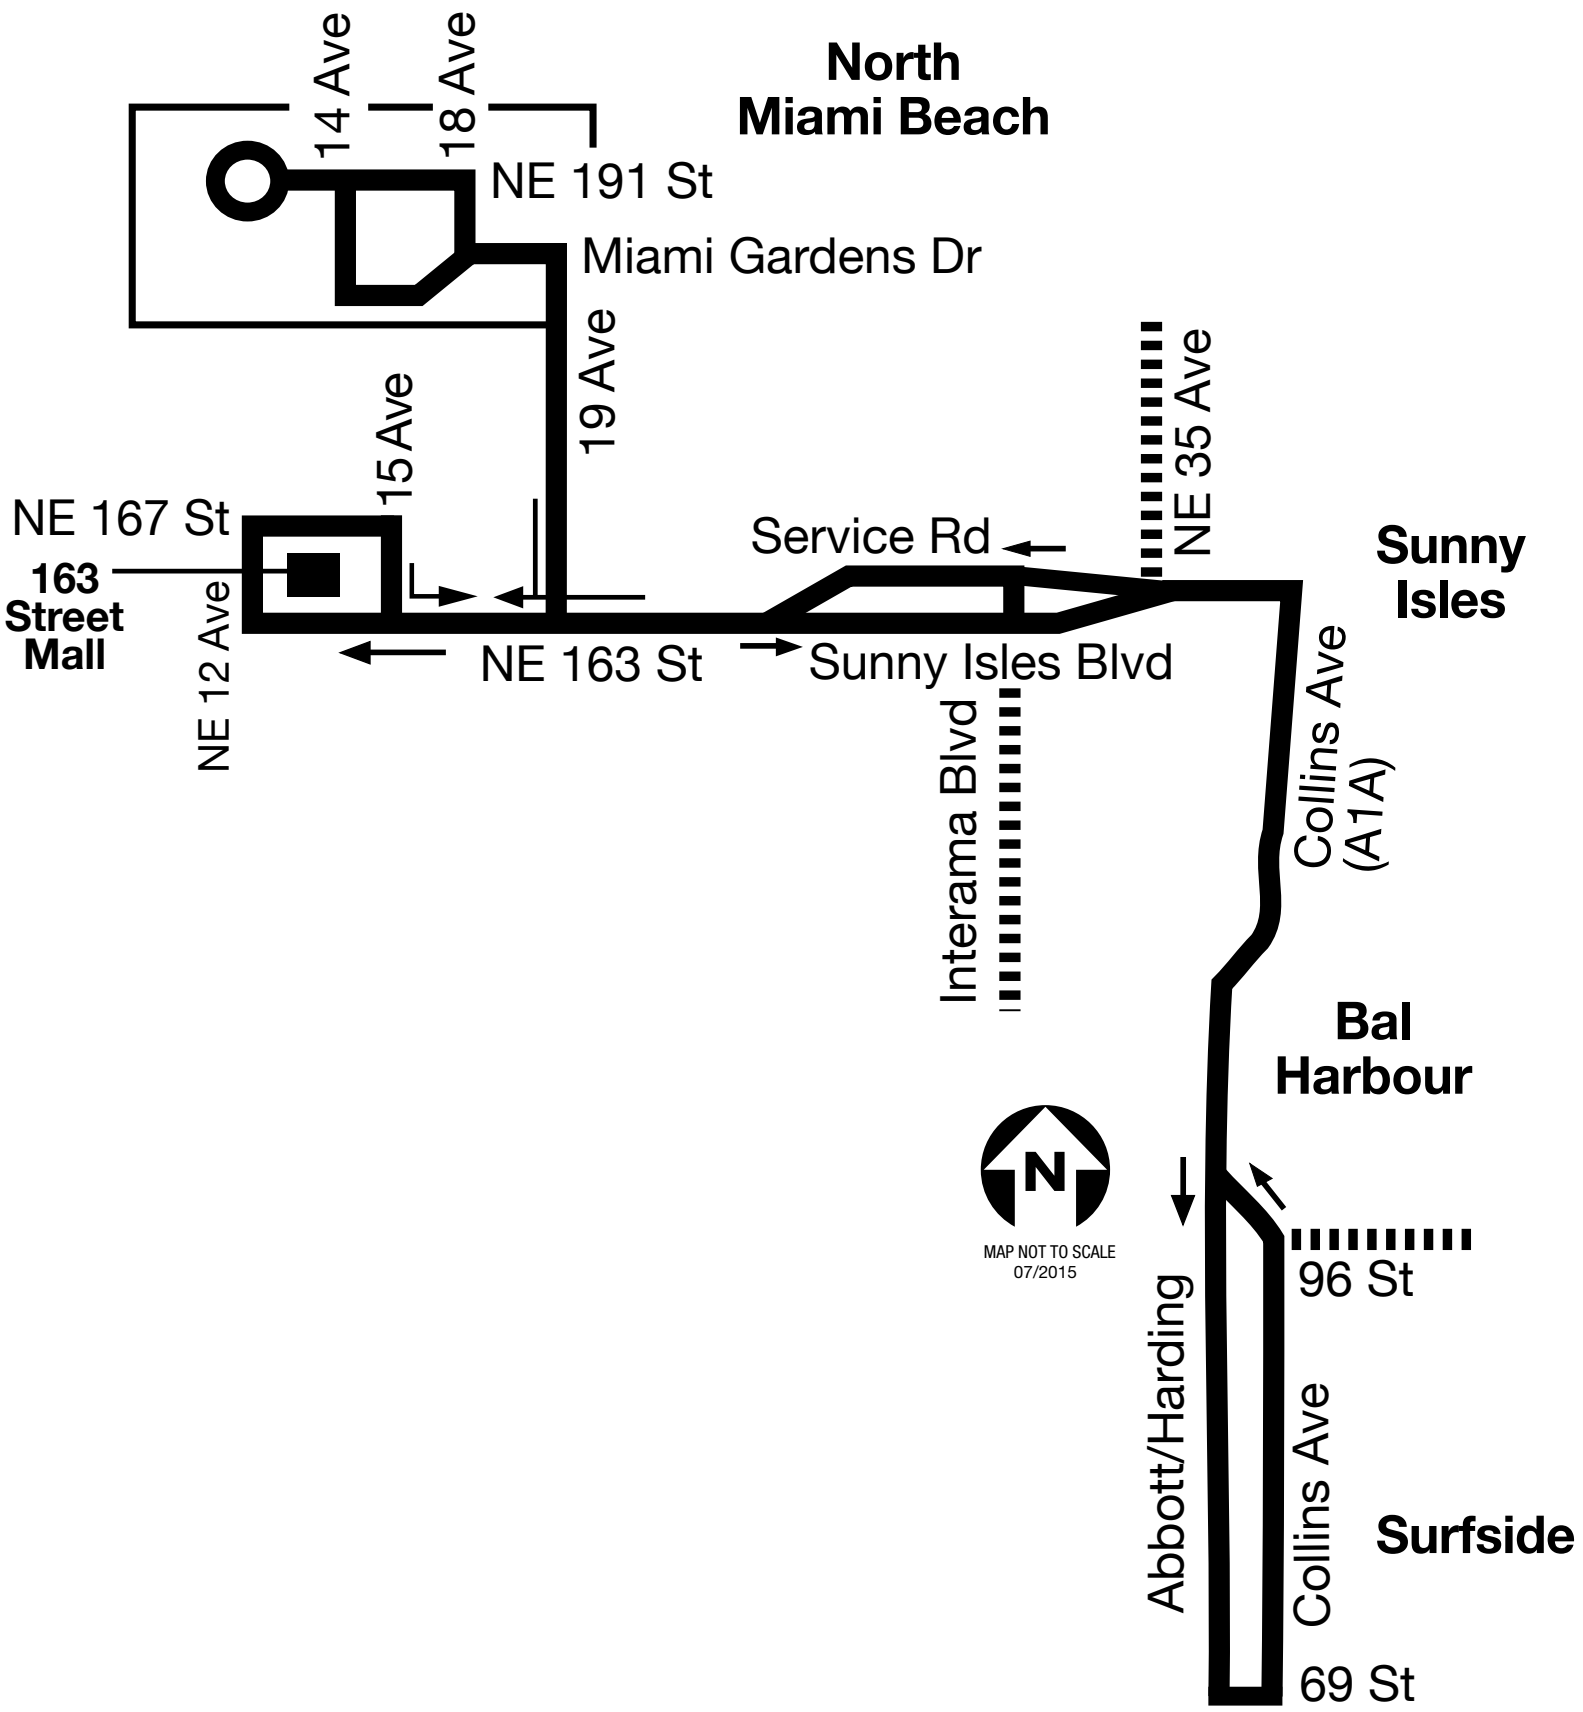 14 Ave
18 Ave
North
Miami Beach
NE 191 St
Miami Gardens Dr
19 Ave
15 Ave
NE 35 Ave
NE 167 St
Service Rd
Sunny
Isles
163
Street
Mall
NE 12 Ave
NE 163 St
Sunny Isles Blvd
Collins Ave
(A1A)
Interama Blvd
Bal
Harbour
N
MAP NOT TO SCALE
07/2015
96 St
Abbott/Harding
Collins Ave
Surfside
69 St